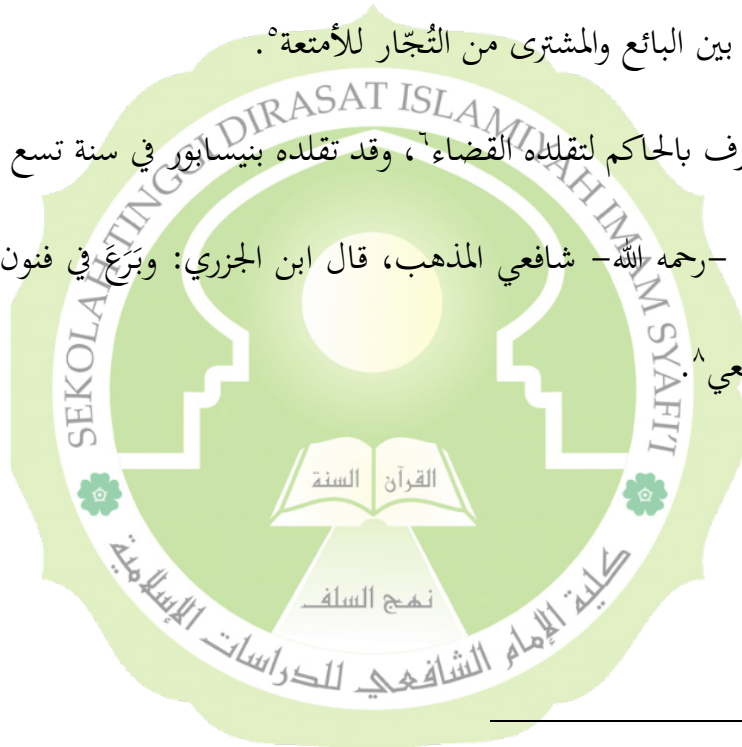 بين البائع والمشترى من التُجّار للأمتعة٥.
رف بالحاكم لتقلده القضاء٦، وقد تقلده بنيسابور في سنة تسع
-رحمه الله- شافعي المذهب، قال ابن الجزري: وبَرَعَ في فنون
عي٨.
SEKOLAH TINGGI DIRASAT ISLAMIYAH IMAM SYAFI'I
القرآن السنة
نهج السلف
كلية الإمام الشافعي للدراسات الإسلامية